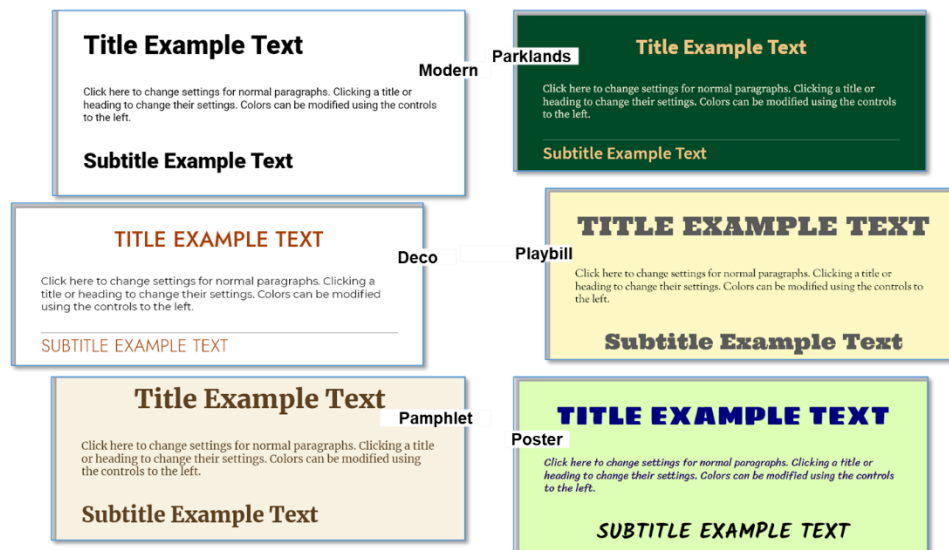 Title Example Text
Click here to change settings for normal paragraphs. Clicking a title or
heading to change their settings. Colors can be modified using the controls
to the left.
Subtitle Example Text
Modern
Parklands
Title Example Text
Click here to change settings for normal paragraphs. Clicking a title or
heading to change their settings. Colors can be modified using the controls
to the left.
Subtitle Example Text
TITLE EXAMPLE TEXT
Click here to change settings for normal paragraphs. Clicking a
title or heading to change their settings. Colors can be modified
using the controls to the left.
SUBTITLE EXAMPLE TEXT
Deco
Playbill
TITLE EXAMPLE TEXT
Click here to change settings for normal paragraphs. Clicking a title or
heading to change their settings. Colors can be modified using the controls to
the left.
Subtitle Example Text
Title Example Text
Click here to change settings for normal paragraphs. Clicking a title
or heading to change their settings. Colors can be modified using
the controls to the left.
Subtitle Example Text
Pamphlet
Poster
TITLE EXAMPLE TEXT
Click here to change settings for normal paragraphs. Clicking a title or
heading to change their settings. Colors can be modified using the controls
to the left.
SUBTITLE EXAMPLE TEXT